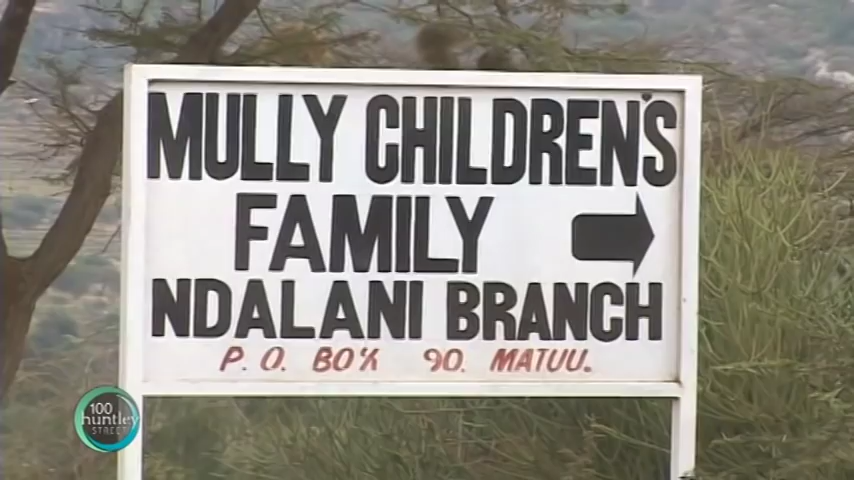 MULLY CHILDREN'S
FAMILY
NDALANI BRANCH
P. O. BOX 90. MATUU.
100
huntley
STREET